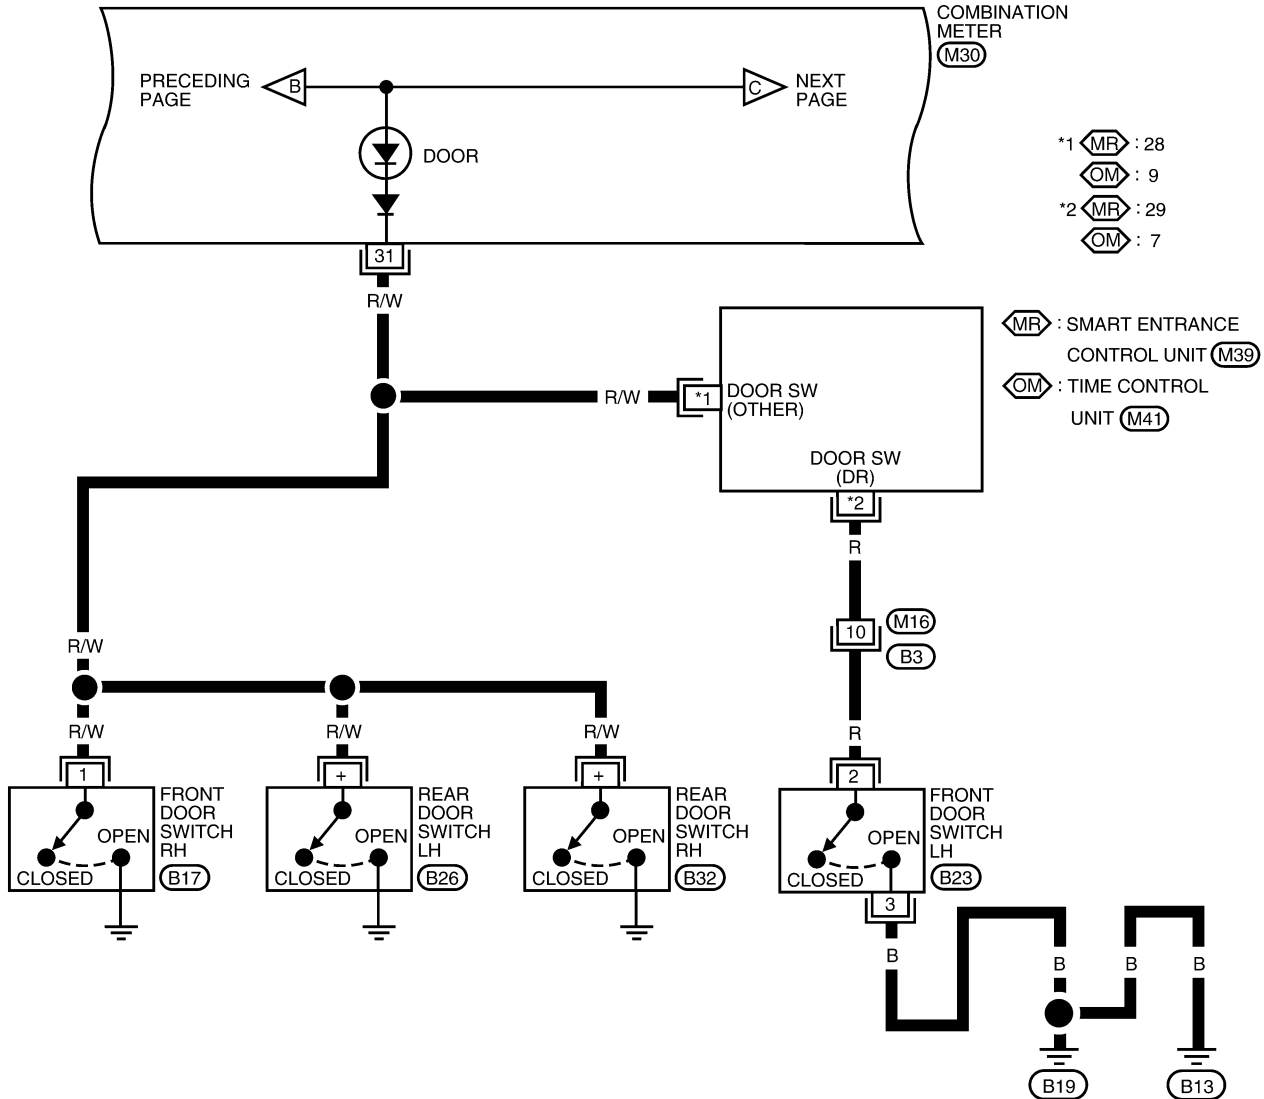 COMBINATION
METER
M30
PRECEDING
PAGE
B
C
NEXT
PAGE
DOOR
31
R/W
*1 MR : 28
OM : 9
*2 MR : 29
OM : 7
MR : SMART ENTRANCE
CONTROL UNIT M39
OM : TIME CONTROL
UNIT M41
R/W
*1
DOOR SW
(OTHER)
DOOR SW
(DR)
*2
R
10
M16
B3
R
R/W
R/W
R/W
R/W
1
+
+
2
FRONT
DOOR
SWITCH
RH
B17
OPEN
CLOSED
REAR
DOOR
SWITCH
LH
B26
OPEN
CLOSED
REAR
DOOR
SWITCH
RH
B32
OPEN
CLOSED
FRONT
DOOR
SWITCH
LH
B23
OPEN
CLOSED
3
B
B
B
B
B19
B13